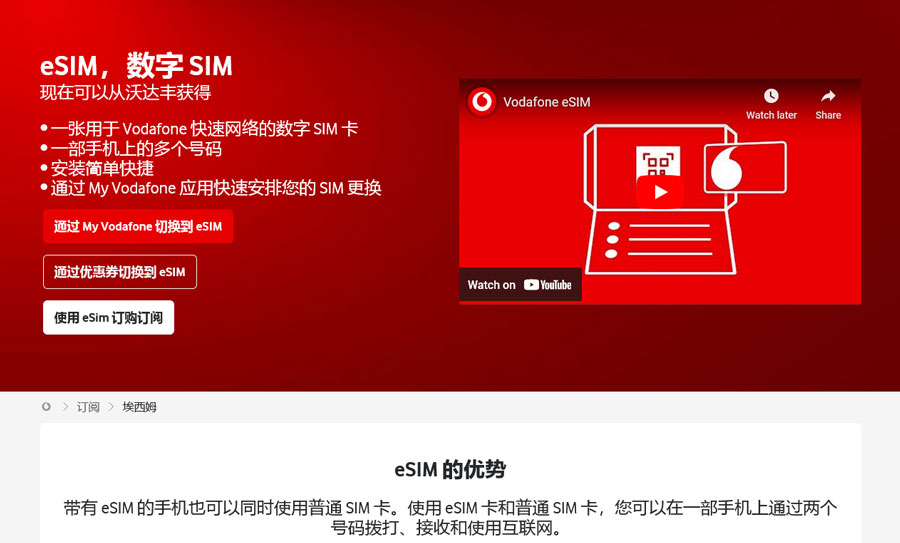 eSIM，数字 SIM
现在可以从沃达丰获得
• 一张用于 Vodafone 快速网络的数字 SIM 卡
• 一部手机上的多个号码
• 安装简单快捷
• 通过 My Vodafone 应用快速安排您的 SIM 更换
通过 My Vodafone 切换到 eSIM
通过优惠券切换到 eSIM
使用 eSim 订购订阅
Vodafone eSIM
Watch later
Share
Watch on YouTube
订阅 > 埃西姆
eSIM 的优势
带有 eSIM 的手机也可以同时使用普通 SIM 卡。使用 eSIM 卡和普通 SIM 卡，您可以在一部手机上通过两个
号码拨打、接收和使用互联网。